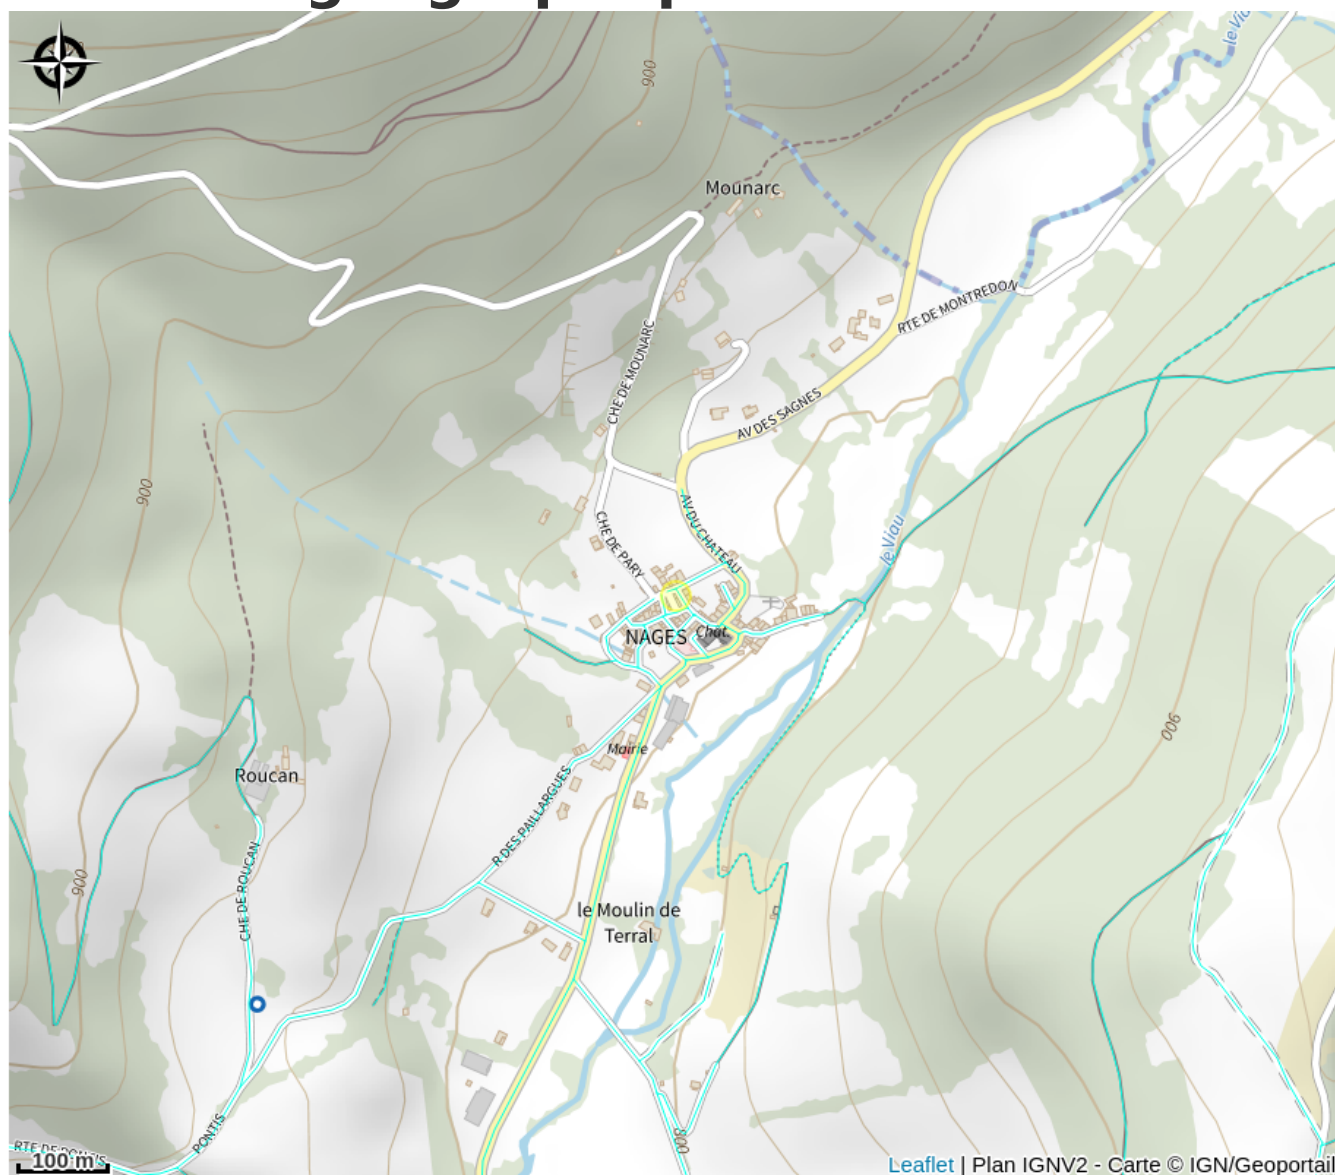 le Viau
900
Mounarc
RTE DE MONTREDON
CHE DE MOUNARC
AV DES SAGNES
900
AV DU CHATEAU
CHE DE PARY
le Viau
NAGES
Chât.
900
Mairie
Roucan
R DES PAILLARGUES
900
CHE DE ROUCAN
le Moulin de
Terral
PONTIS
800
100 m
Leaflet | Plan IGNV2 - Carte © IGN/Geoportail